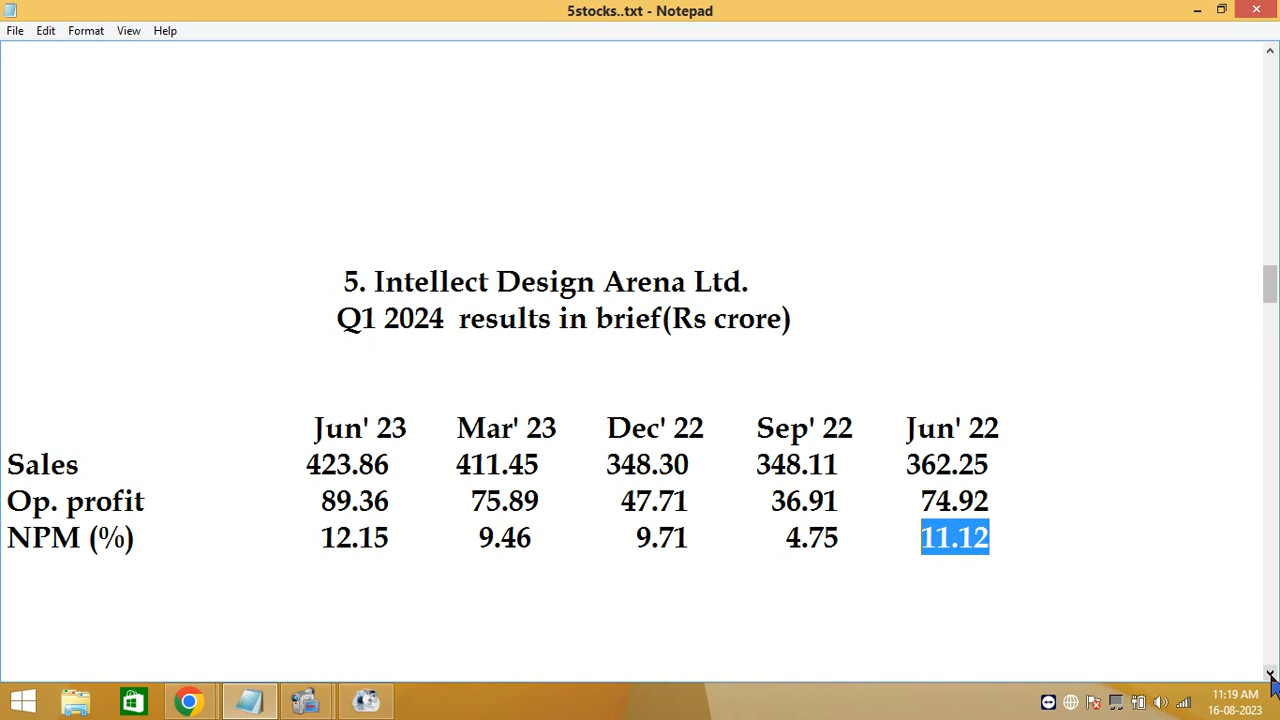 5stocks..txt - Notepad
File Edit Format View Help
5. Intellect Design Arena Ltd.
Q1 2024 results in brief(Rs crore)
Jun' 23 Mar' 23 Dec' 22 Sep' 22 Jun' 22
Sales 423.86 411.45 348.30 348.11 362.25
Op. profit 89.36 75.89 47.71 36.91 74.92
NPM (%) 12.15 9.46 9.71 4.75 11.12
11:19 AM
16-08-2023